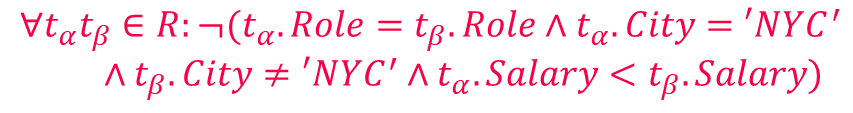 ∀t_α t_β ∈ R: ¬(t_α.Role = t_β.Role ∧ t_α.City = ′NYC′
∧ t_β.City ≠ ′NYC′ ∧ t_α.Salary < t_β.Salary)